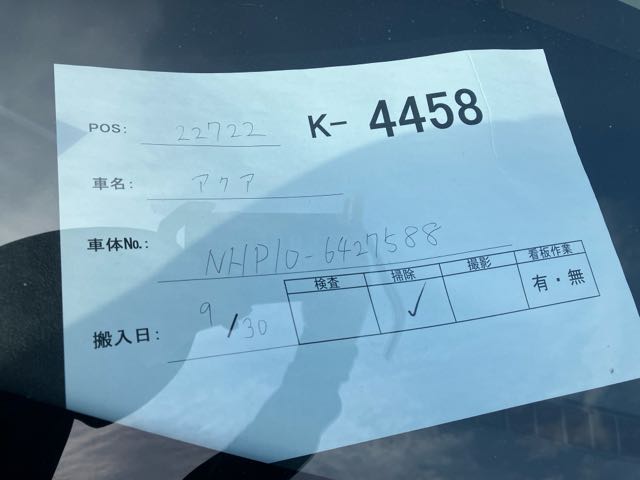 POS: 22722 K-4458
車名: アクア
車体No.: NHP10-6427588
搬入日: 9/30
検査 掃除 撮影 看板作業
✓ 有・無